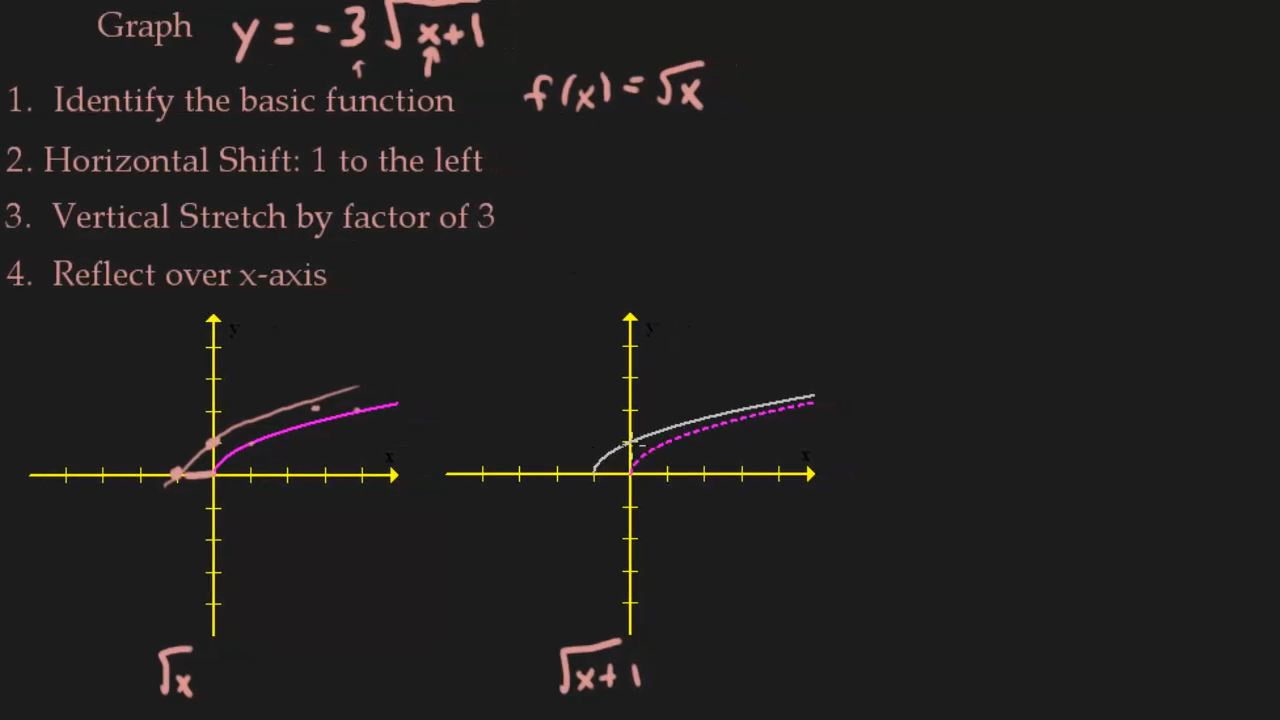 Graph y = -3√x+1
1. Identify the basic function f(x) = √x
2. Horizontal Shift: 1 to the left
3. Vertical Stretch by factor of 3
4. Reflect over x-axis
y y
x x
√x √x+1